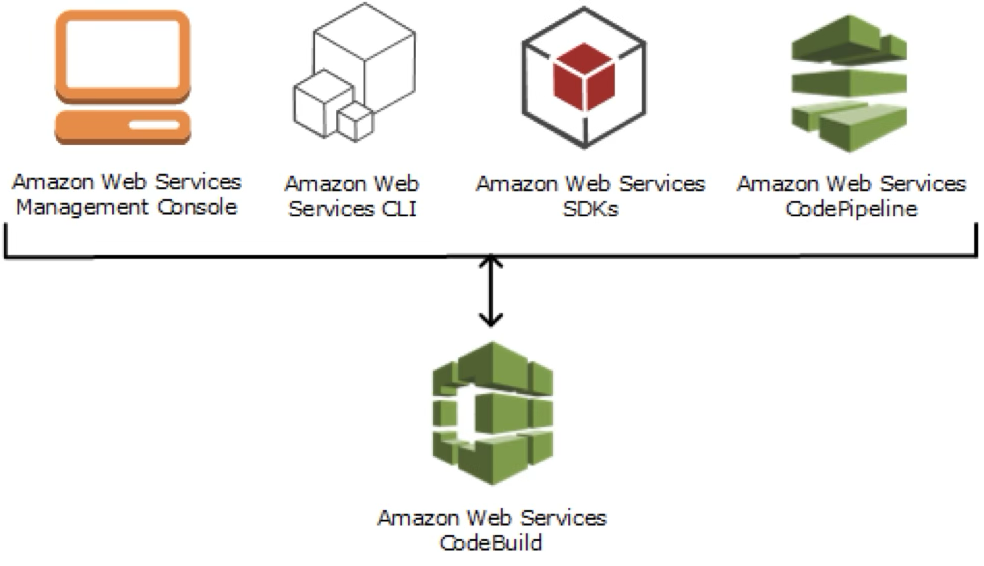 Amazon Web Services
Management Console
Amazon Web
Services CLI
Amazon Web Services
SDKs
Amazon Web Services
CodePipeline
Amazon Web Services
CodeBuild